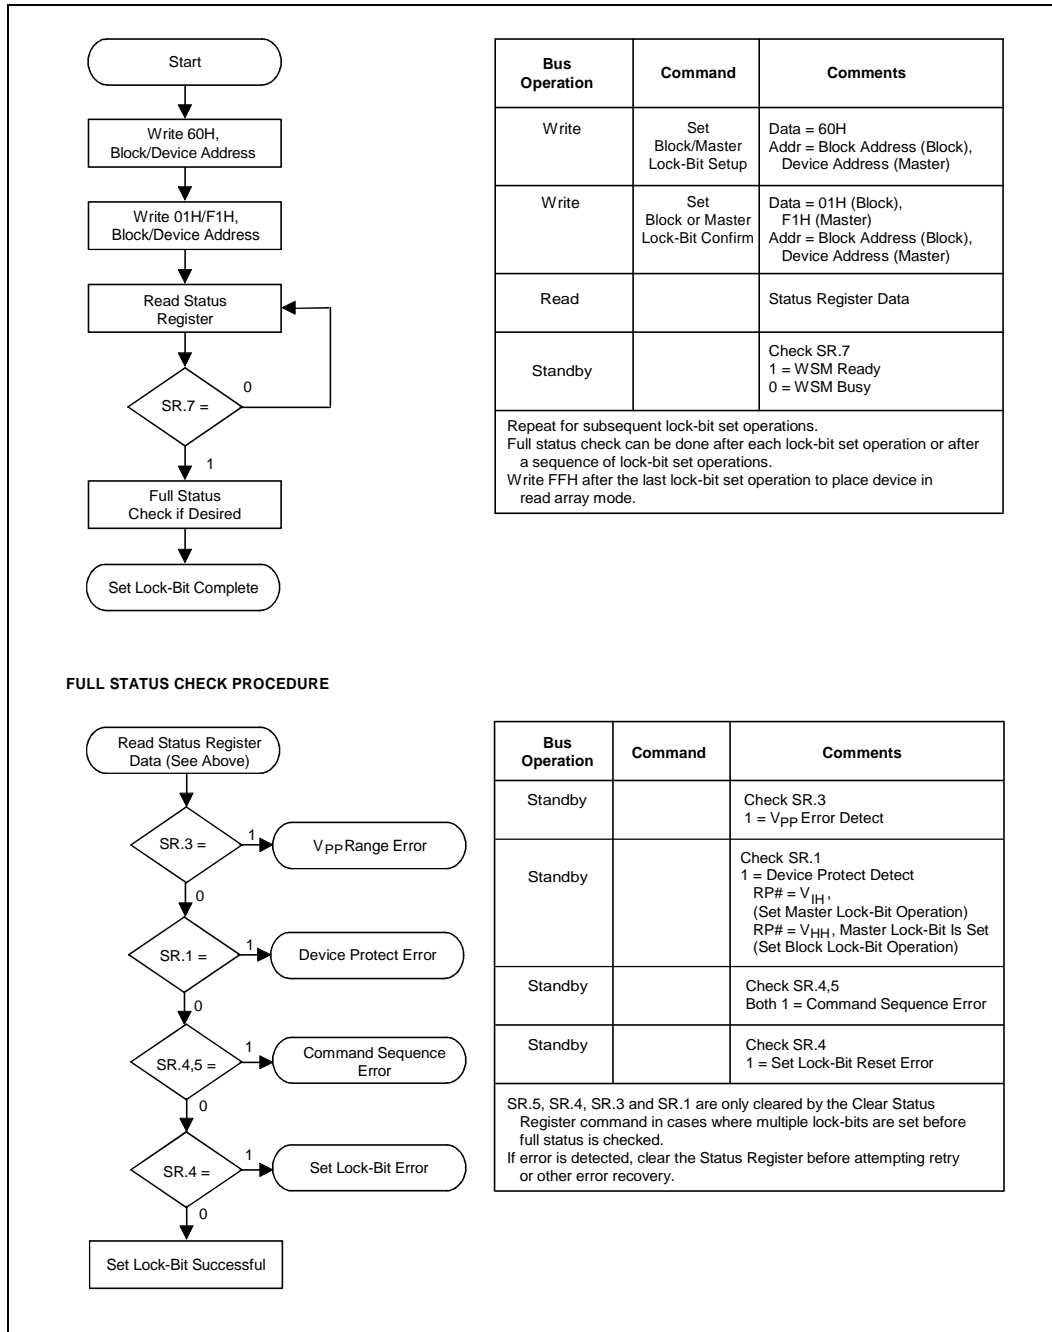 Start
Write 60H,
Block/Device Address
Write 01H/F1H,
Block/Device Address
Read Status
Register
SR.7 =
0
1
Full Status
Check if Desired
Set Lock-Bit Complete
Bus
Operation
Command
Comments
Write
Set
Block/Master
Lock-Bit Setup
Data = 60H
Addr = Block Address (Block),
Device Address (Master)
Write
Set
Block or Master
Lock-Bit Confirm
Data = 01H (Block),
F1H (Master)
Addr = Block Address (Block),
Device Address (Master)
Read
Status Register Data
Standby
Check SR.7
1 = WSM Ready
0 = WSM Busy
Repeat for subsequent lock-bit set operations.
Full status check can be done after each lock-bit set operation or after
a sequence of lock-bit set operations.
Write FFH after the last lock-bit set operation to place device in
read array mode.
FULL STATUS CHECK PROCEDURE
Read Status Register
Data (See Above)
SR.3 =
1
VPP Range Error
0
SR.1 =
1
Device Protect Error
0
SR.4,5 =
1
Command Sequence
Error
0
SR.4 =
1
Set Lock-Bit Error
0
Set Lock-Bit Successful
Bus
Operation
Command
Comments
Standby
Check SR.3
1 = VPP Error Detect
Standby
Check SR.1
1 = Device Protect Detect
RP# = VIH,
(Set Master Lock-Bit Operation)
RP# = VHH, Master Lock-Bit Is Set
(Set Block Lock-Bit Operation)
Standby
Check SR.4,5
Both 1 = Command Sequence Error
Standby
Check SR.4
1 = Set Lock-Bit Reset Error
SR.5, SR.4, SR.3 and SR.1 are only cleared by the Clear Status
Register command in cases where multiple lock-bits are set before
full status is checked.
If error is detected, clear the Status Register before attempting retry
or other error recovery.